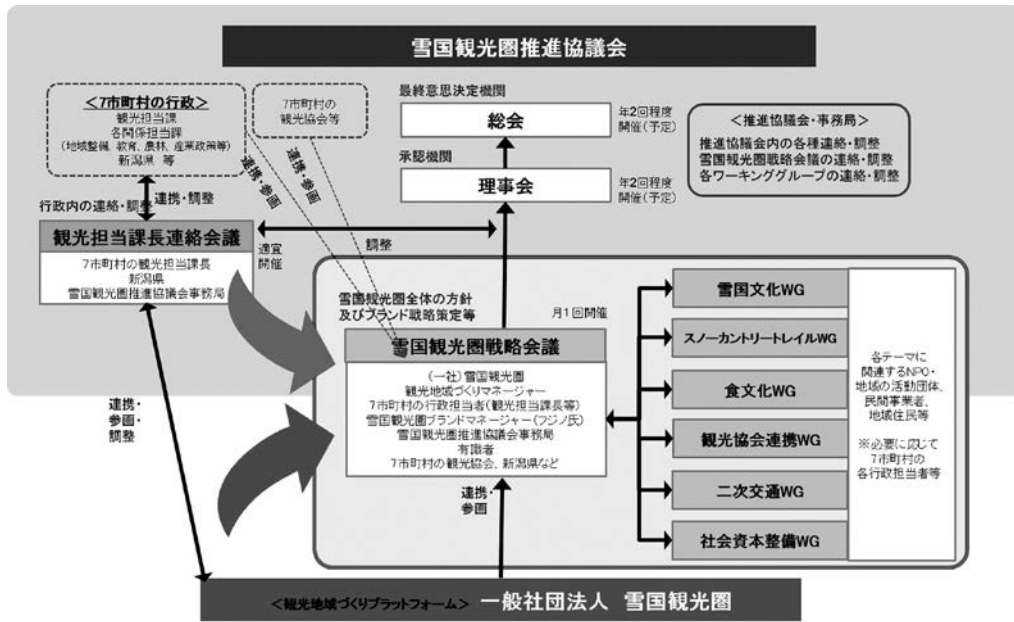 雪国観光圏推進協議会
<7市町村の行政>
観光担当課
各関係担当課
(地域整備、教育、農林、産業政策等)
新潟県 等
7市町村の
観光協会等
最終意思決定機関
総会
年2回程度
開催(予定)
承認機関
理事会
年2回程度
開催(予定)
<推進協議会・事務局>
推進協議会内の各種連絡・調整
雪国観光圏戦略会議の連絡・調整
各ワーキンググループの連絡・調整
連携・参画
連携・参画
連携・調整
行政内の連絡・調整
観光担当課長連絡会議
7市町村の観光担当課長
新潟県
雪国観光圏推進協議会事務局
適宜
開催
調整
雪国観光圏全体の方針
及びブランド戦略策定等
月1回開催
雪国観光圏戦略会議
(一社)雪国観光圏
観光地域づくりマネージャー
7市町村の行政担当者(観光担当課長等)
雪国観光圏ブランドマネージャー(フジノ氏)
雪国観光圏推進協議会事務局
有識者
7市町村の観光協会、新潟県など
雪国文化WG
スノーカントリートレイルWG
食文化WG
観光協会連携WG
二次交通WG
社会資本整備WG
各テーマに
関連するNPO・
地域の活動団体、
民間事業者、
地域住民等
※必要に応じて
7市町村の
各行政担当者等
連携・
参画・
調整
連携・
参画
<観光地域づくりプラットフォーム> 一般社団法人 雪国観光圏